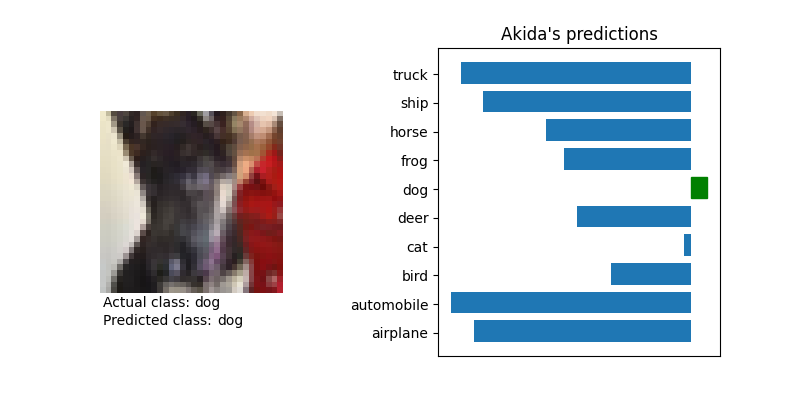 Akida's predictions
truck
ship
horse
frog
dog
deer
cat
bird
automobile
airplane
Actual class: dog
Predicted class: dog